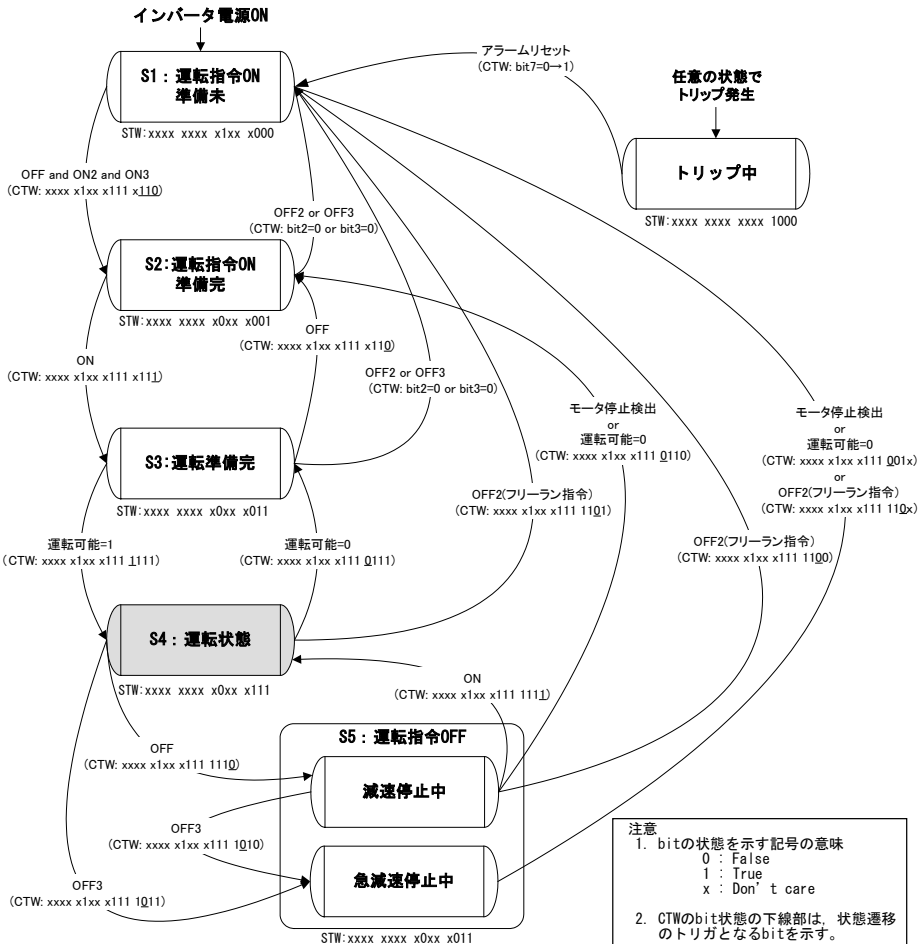 インバータ電源ON
S1：運転指令ON
準備未
STW:xxxx xxxx x1xx x000
アラームリセット
(CTW: bit7=0→1)
任意の状態で
トリップ発生
トリップ中
STW:xxxx xxxx xxxx 1000
OFF and ON2 and ON3
(CTW: xxxx x1xx x111 x110)
OFF2 or OFF3
(CTW: bit2=0 or bit3=0)
S2:運転指令ON
準備完
STW:xxxx xxxx x0xx x001
OFF
(CTW: xxxx x1xx x111 x110)
ON
(CTW: xxxx x1xx x111 x111)
OFF2 or OFF3
(CTW: bit2=0 or bit3=0)
モータ停止検出
or
運転可能=0
(CTW: xxxx x1xx x111 0110)
モータ停止検出
or
運転可能=0
(CTW: xxxx x1xx x111 001x)
or
OFF2(フリーラン指令)
(CTW: xxxx x1xx x111 110x)
S3:運転準備完
STW:xxxx xxxx x0xx x011
OFF2(フリーラン指令)
(CTW: xxxx x1xx x111 1101)
運転可能=1
(CTW: xxxx x1xx x111 1111)
運転可能=0
(CTW: xxxx x1xx x111 0111)
OFF2(フリーラン指令)
(CTW: xxxx x1xx x111 1100)
S4：運転状態
STW:xxxx xxxx x0xx x111
ON
(CTW: xxxx x1xx x111 1111)
S5：運転指令OFF
OFF
(CTW: xxxx x1xx x111 1110)
減速停止中
OFF3
(CTW: xxxx x1xx x111 1010)
急減速停止中
OFF3
(CTW: xxxx x1xx x111 1011)
STW:xxxx xxxx x0xx x011
注意
1. bitの状態を示す記号の意味
0 : False
1 : True
x : Don't care
2. CTWのbit状態の下線部は, 状態遷移
のトリガとなるbitを示す。